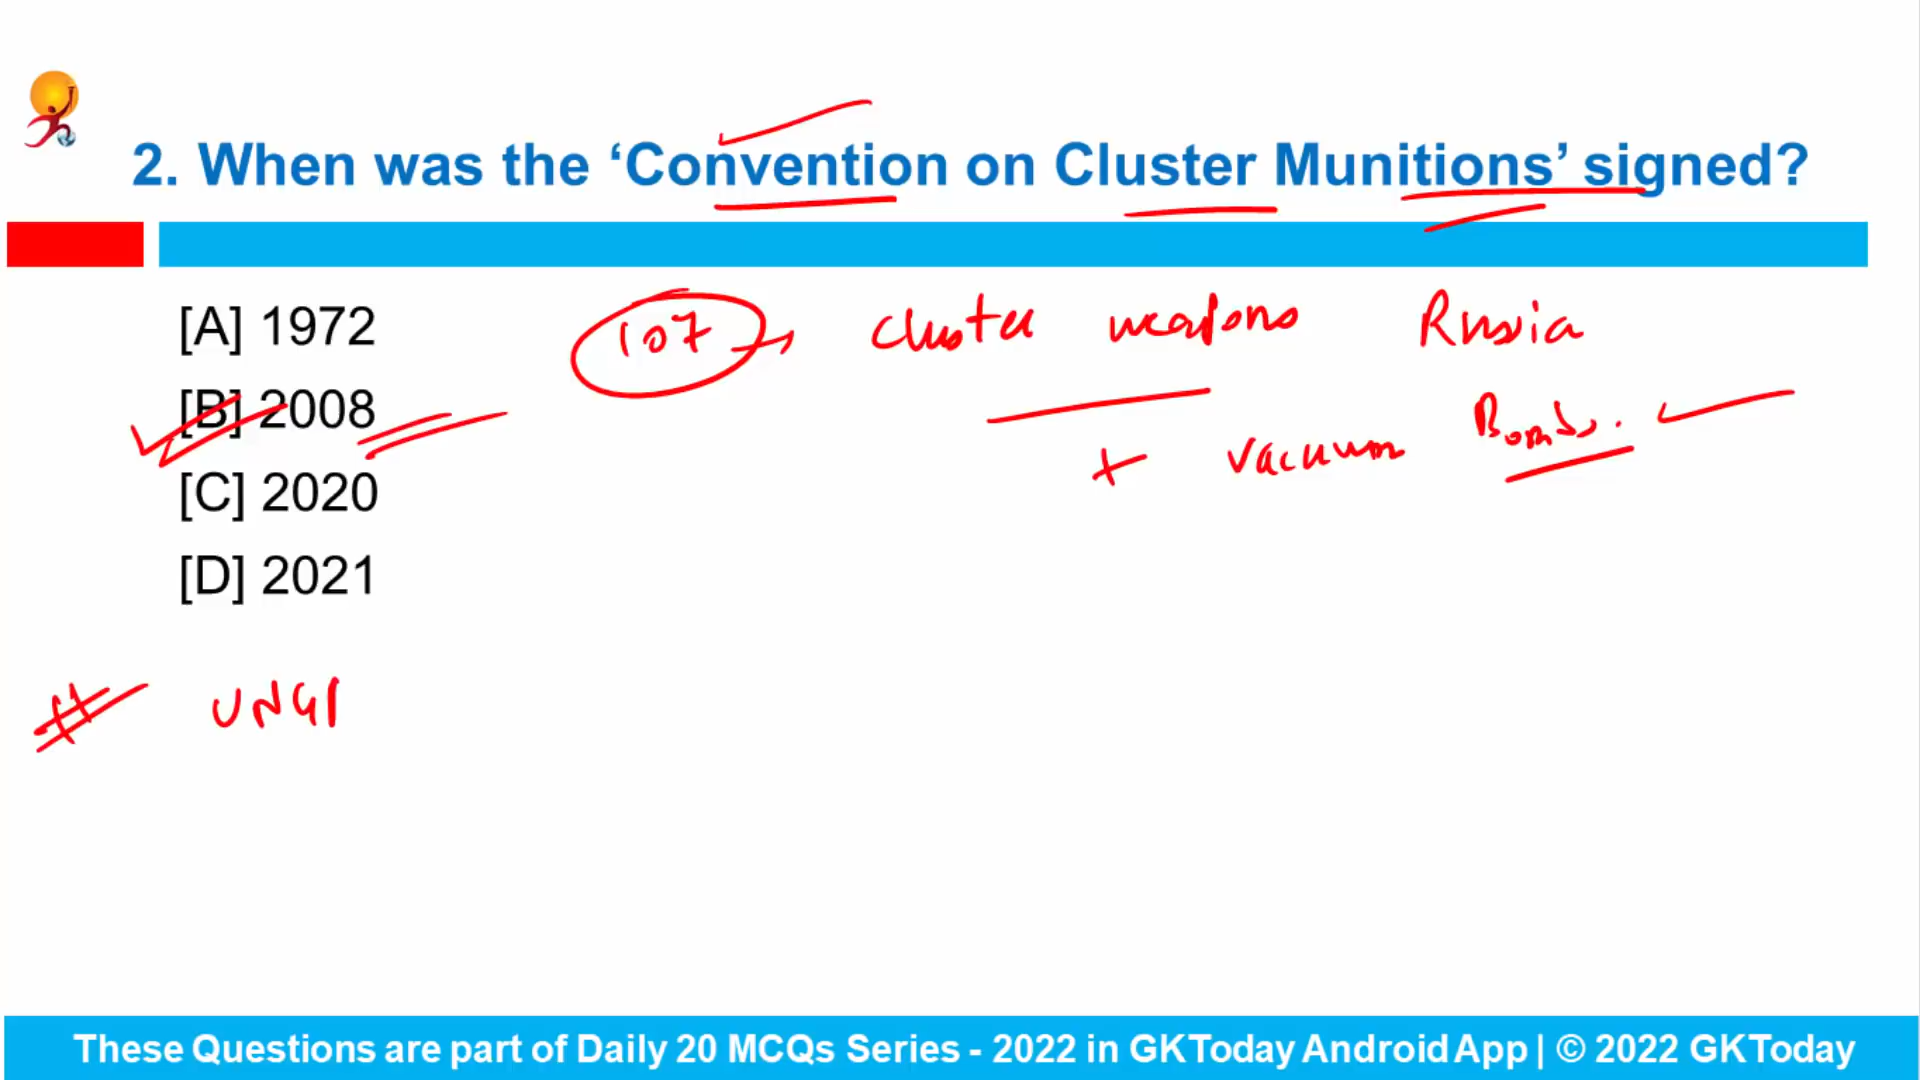 2. When was the ‘Convention on Cluster Munitions’ signed?
[A] 1972
107 cluster weapons Russia
[B] 2008
+ vacuum Bombs.
[C] 2020
[D] 2021
These Questions are part of Daily 20 MCQs Series - 2022 in GKToday Android App | © 2022 GKToday